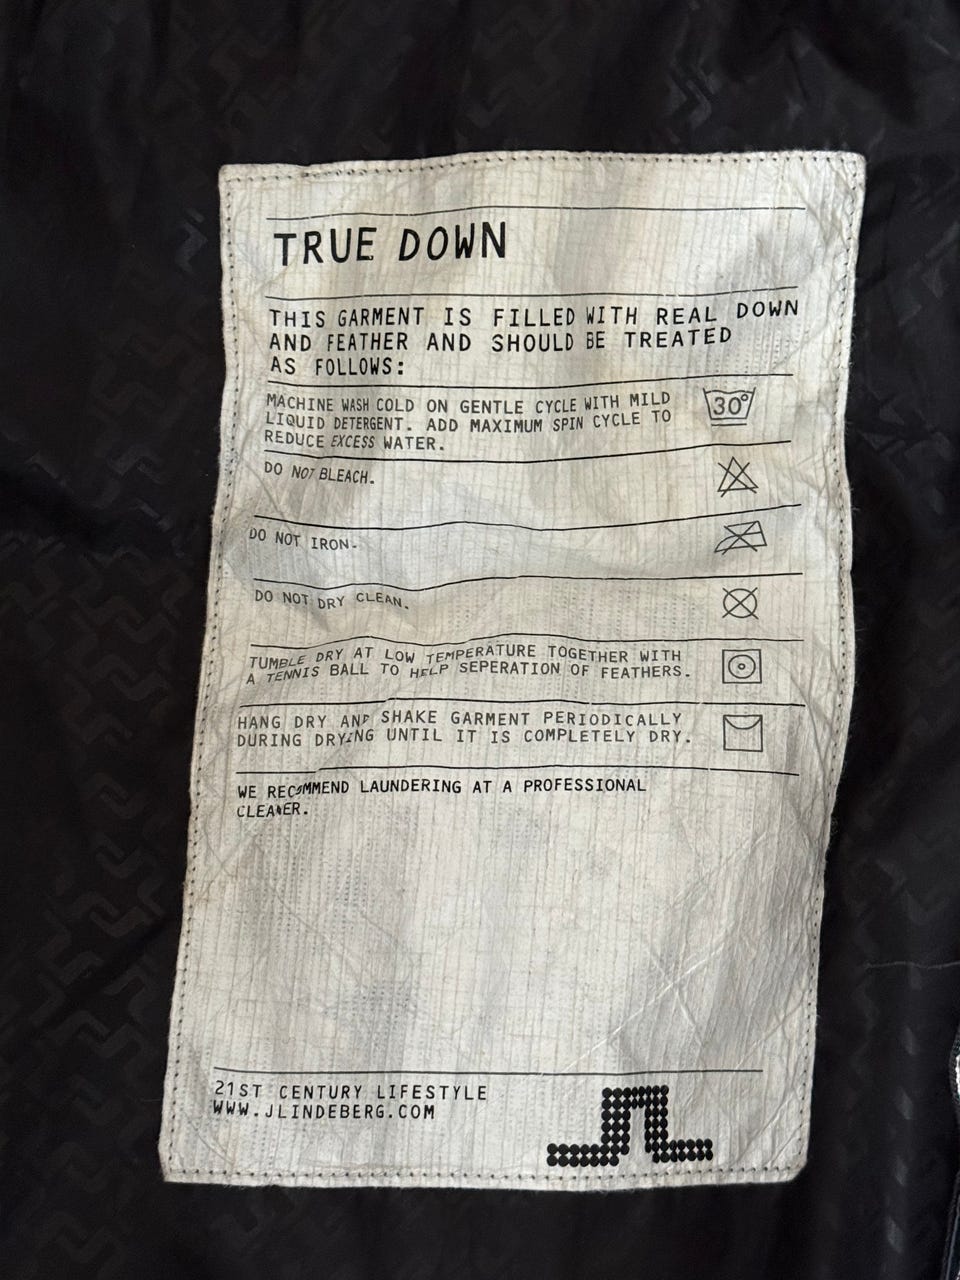 TRUE DOWN
THIS GARMENT IS FILLED WITH REAL DOWN
AND FEATHER AND SHOULD BE TREATED
AS FOLLOWS:
MACHINE WASH COLD ON GENTLE CYCLE WITH MILD
LIQUID DETERGENT. ADD MAXIMUM SPIN CYCLE TO
REDUCE EXCESS WATER.
30°
DO NOT BLEACH.
DO NOT IRON.
DO NOT DRY CLEAN.
TUMBLE DRY AT LOW TEMPERATURE TOGETHER WITH
A TENNIS BALL TO HELP SEPERATION OF FEATHERS.
HANG DRY AND SHAKE GARMENT PERIODICALLY
DURING DRYING UNTIL IT IS COMPLETELY DRY.
WE RECOMMEND LAUNDERING AT A PROFESSIONAL
CLEANER.
21ST CENTURY LIFESTYLE
WWW.JLINDEBERG.COM
JL